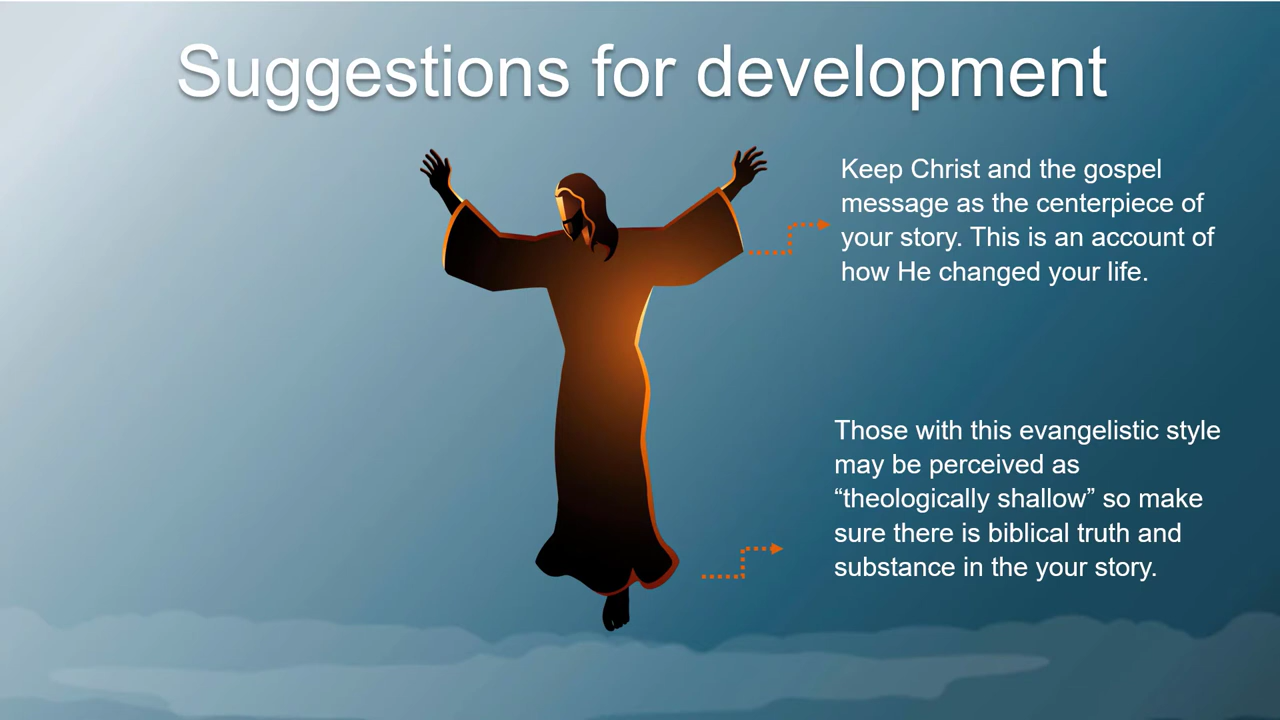 Suggestions for development
Keep Christ and the gospel
message as the centerpiece of
your story. This is an account of
how He changed your life.
Those with this evangelistic style
may be perceived as
“theologically shallow” so make
sure there is biblical truth and
substance in the your story.